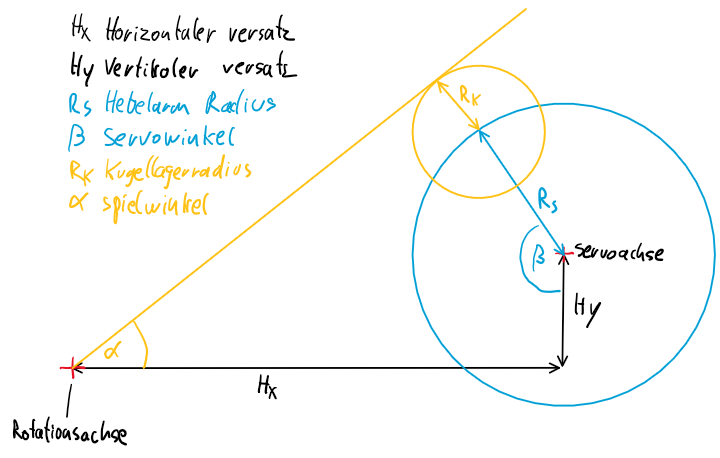 Hx Horizontaler versatz
Hy Vertikaler versatz
Rs Hebelarm Radius
β Servowinkel
RK Kugellagerradius
α spielwinkel
RK
Rs
β
servoachse
Hy
α
Hx
Rotationsachse